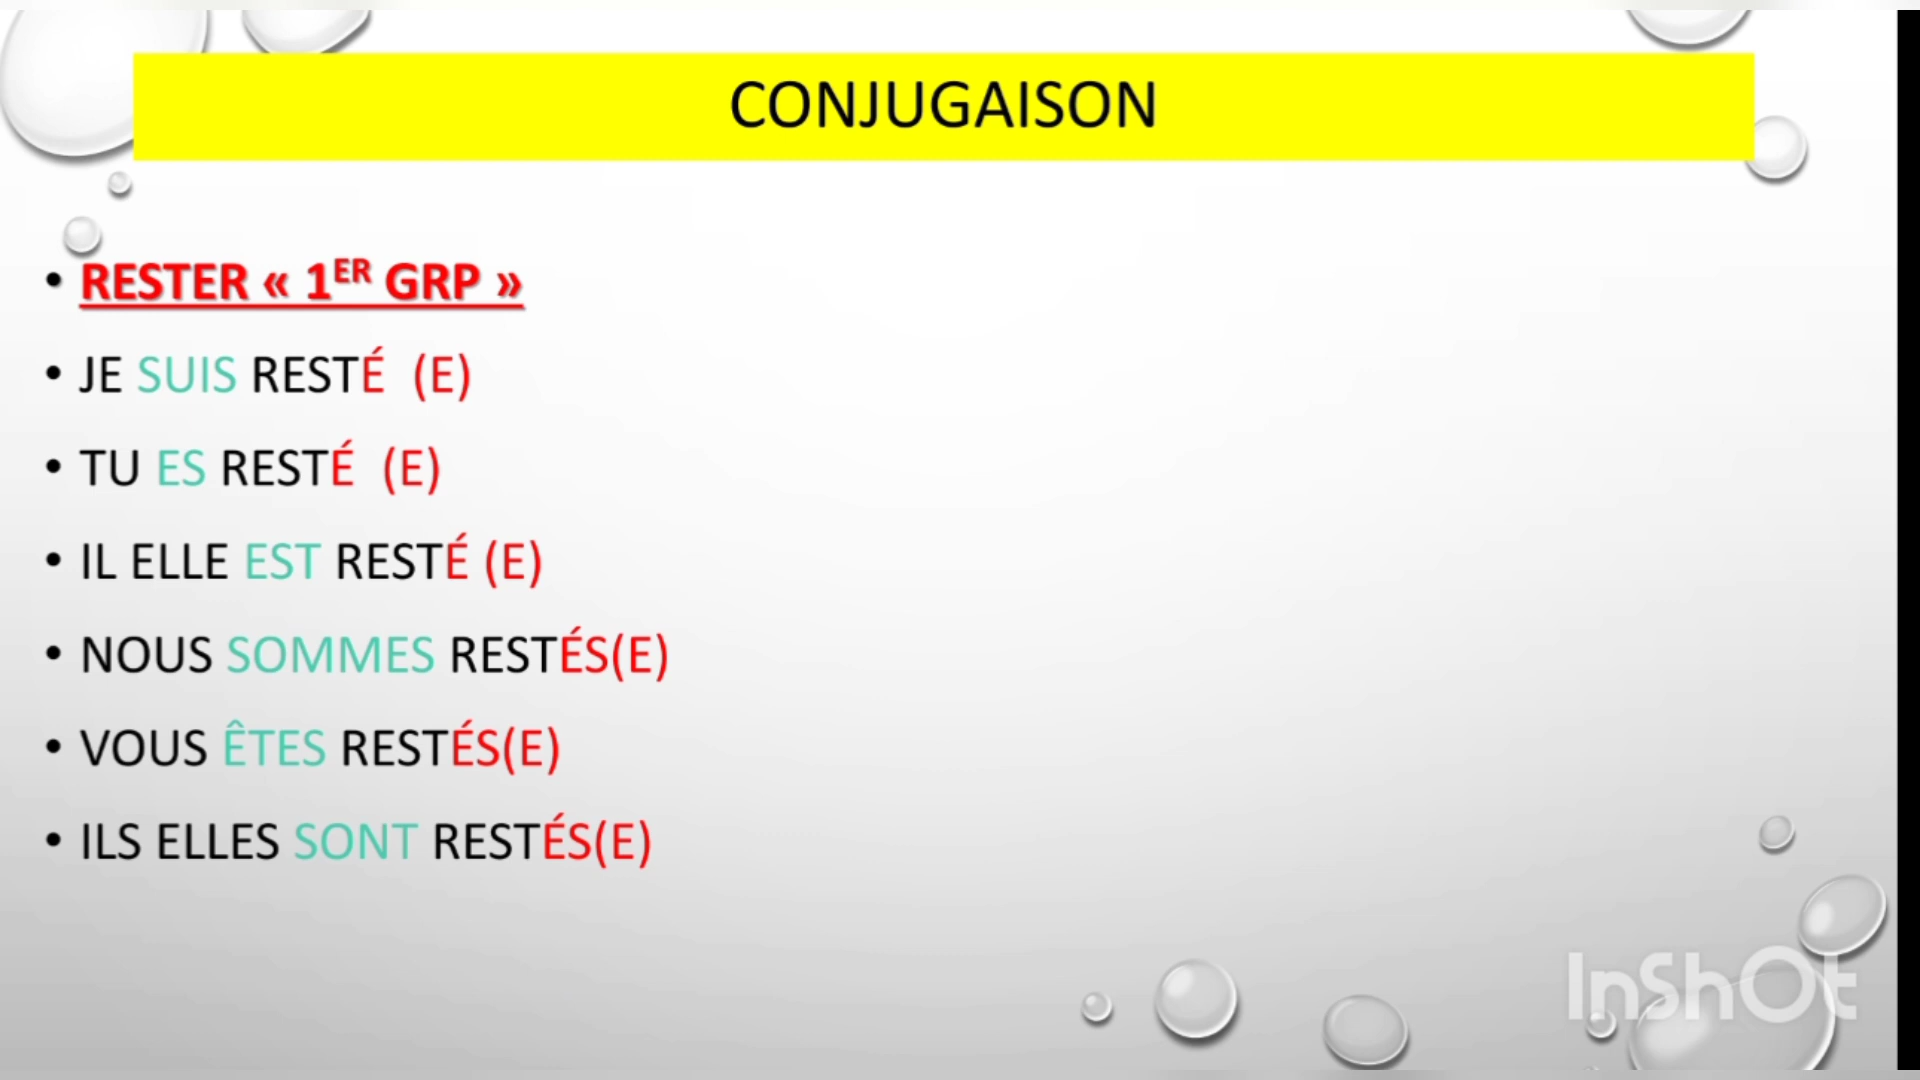 CONJUGAISON
• RESTER « 1ER GRP »
• JE SUIS RESTÉ (E)
• TU ES RESTÉ (E)
• IL ELLE EST RESTÉ (E)
• NOUS SOMMES RESTÉS(E)
• VOUS ÊTES RESTÉS(E)
• ILS ELLES SONT RESTÉS(E)
InShOt